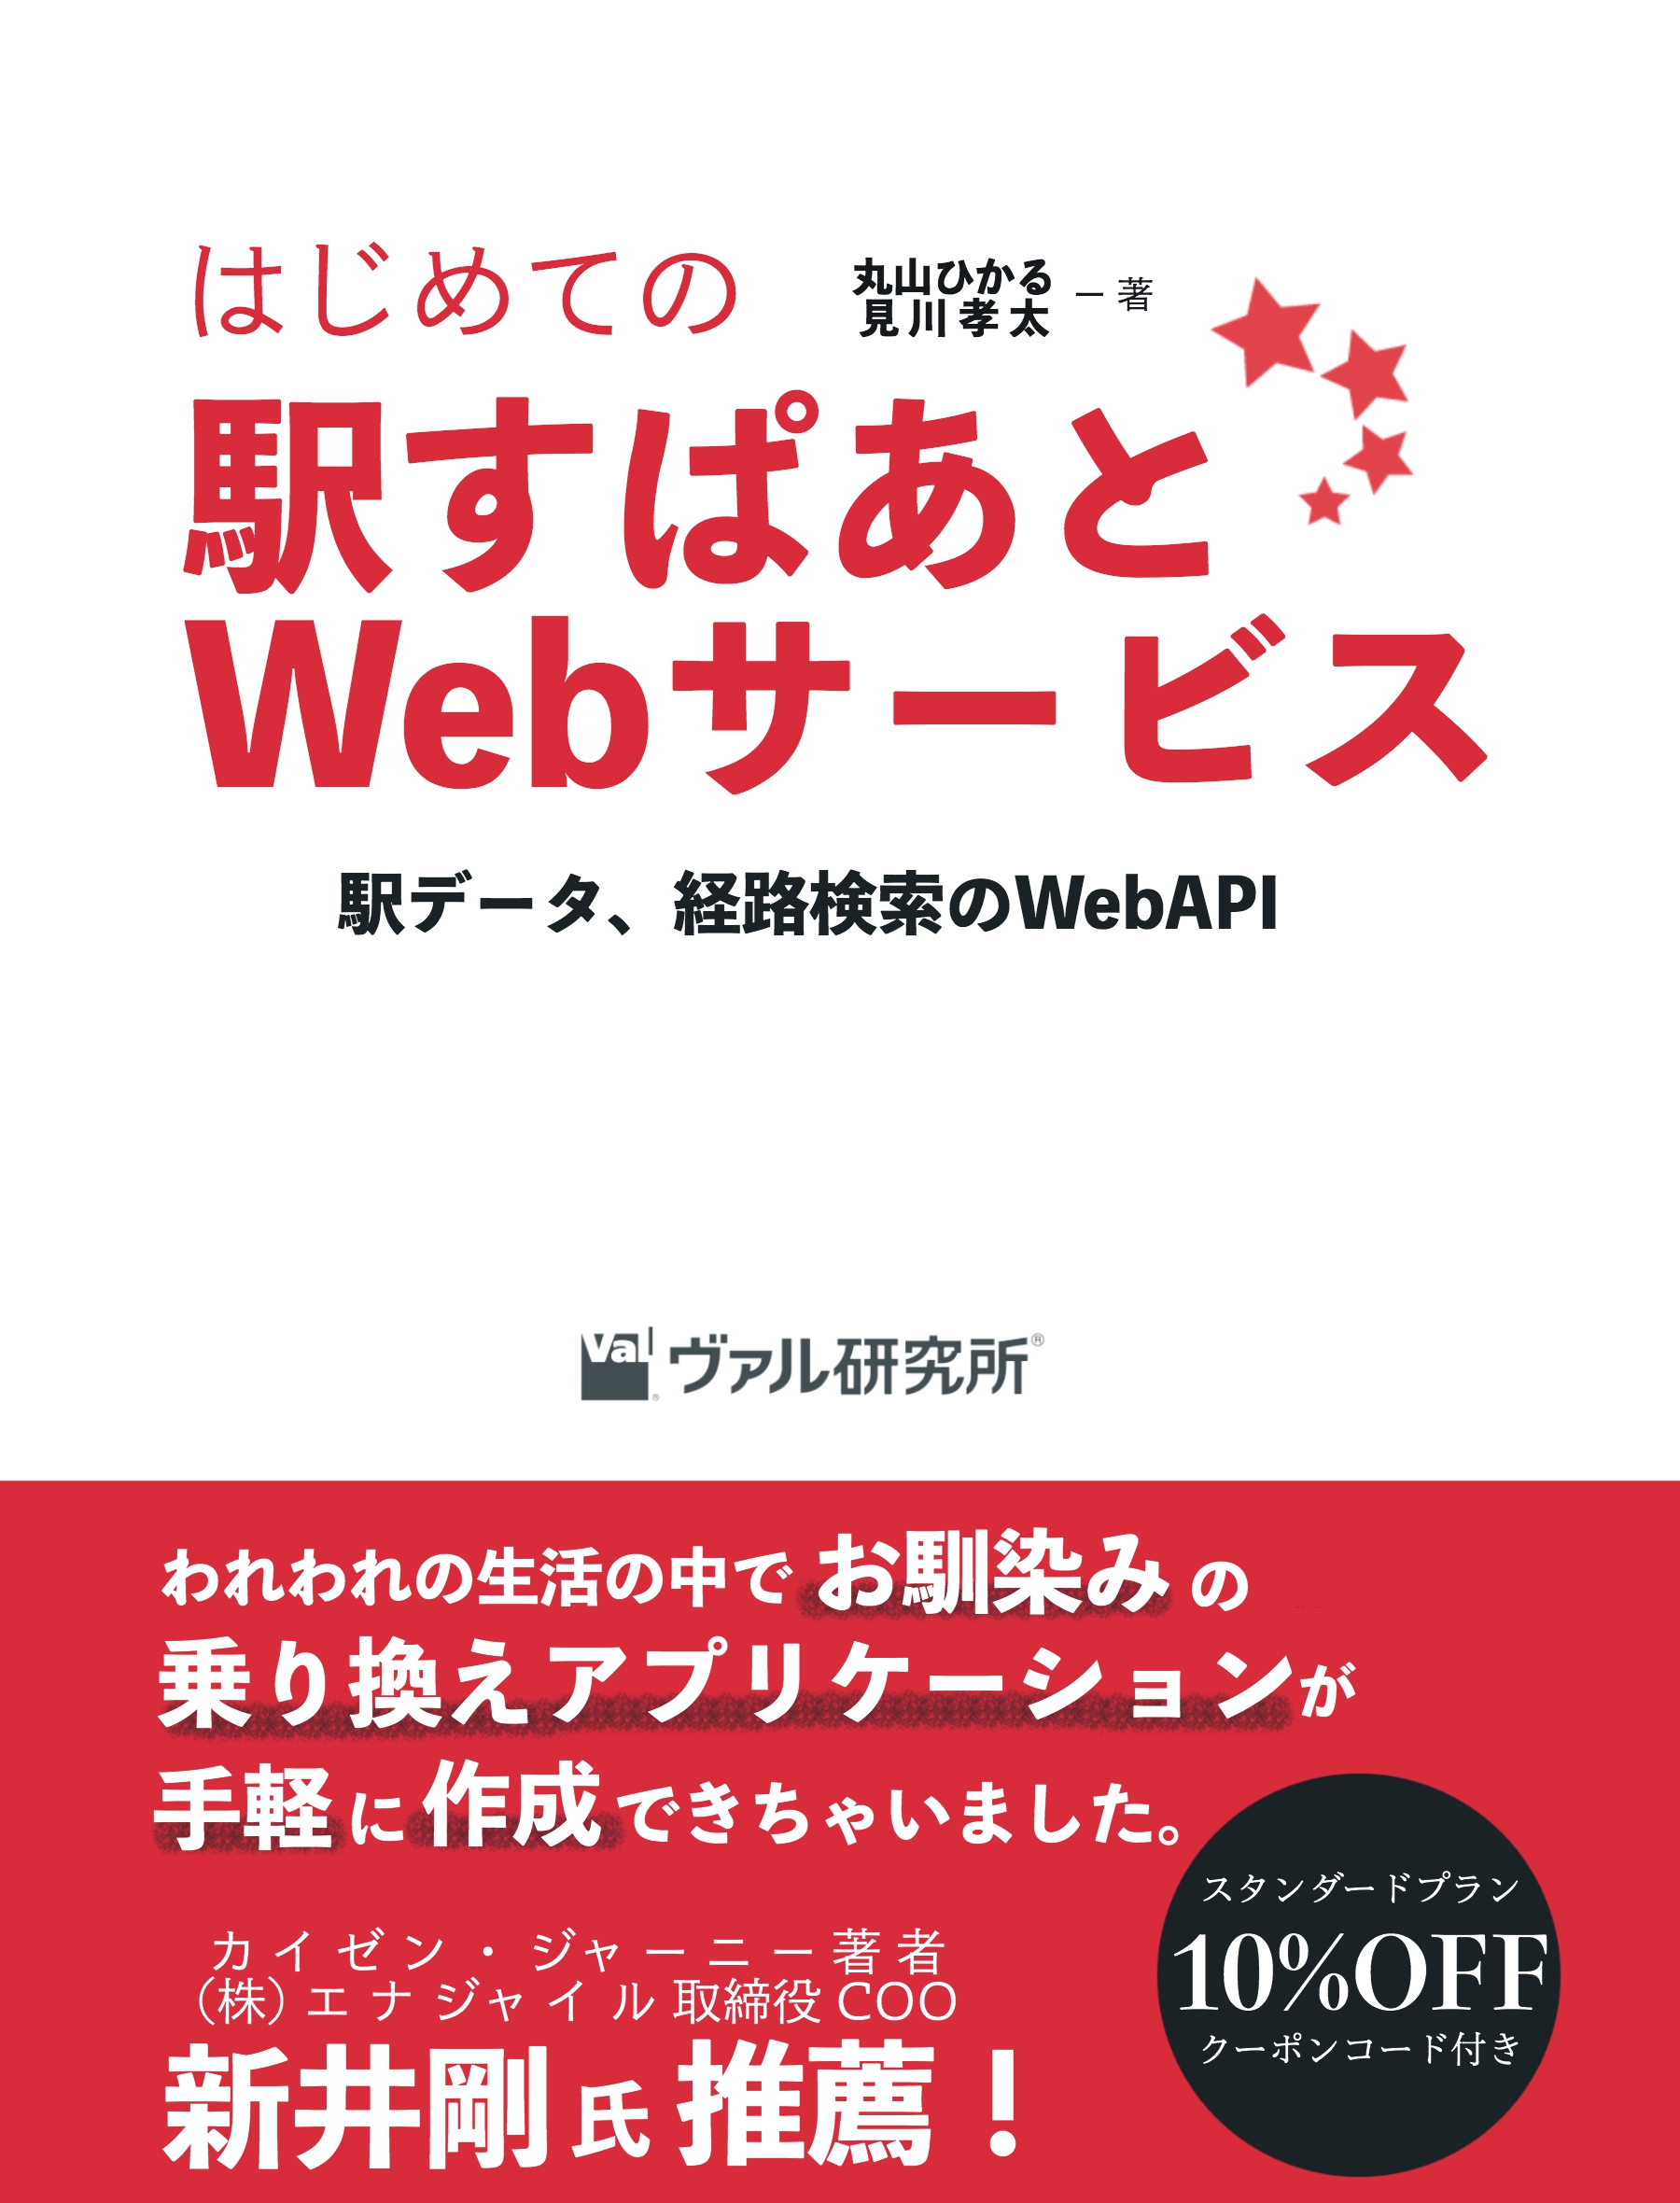 はじめての
丸山ひかる
見川孝太
ー著
駅すぱあと
Webサービス
駅データ、経路検索のWebAPI
Val
ヴァル研究所®
われわれの生活の中でお馴染みの
乗り換えアプリケーションが
手軽に作成できちゃいました。
スタンダードプラン
10%OFF
クーポンコード付き
カイゼン・ジャーニー著者
(株)エナジャイル取締役COO
新井剛氏推薦!